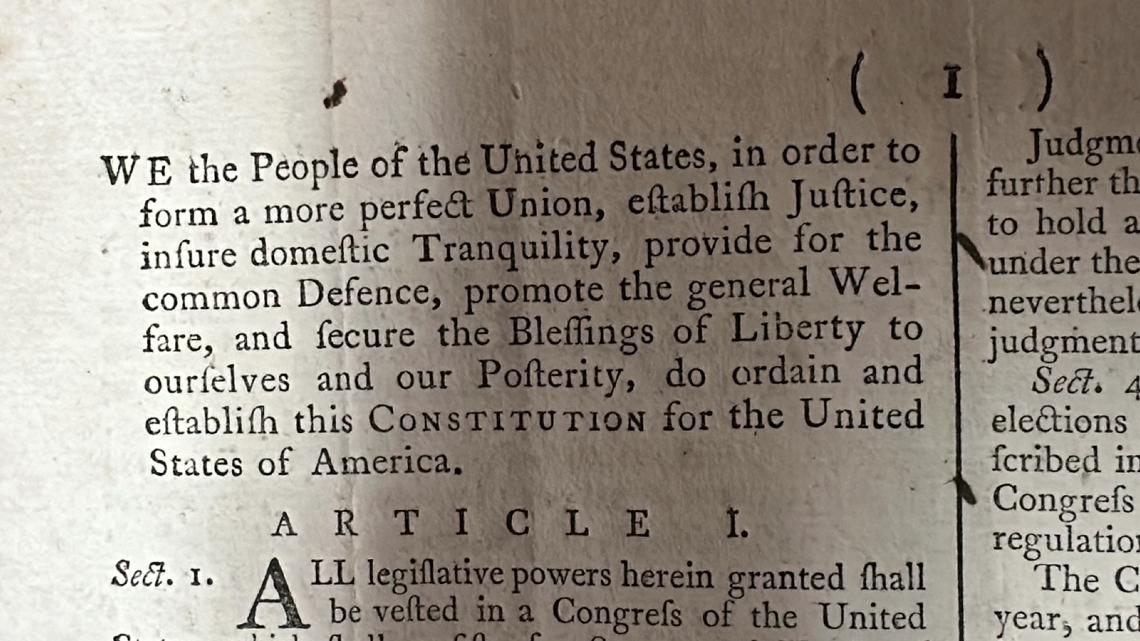 ( I )
WE the People of the United States, in order to
form a more perfect Union, eſtabliſh Juſtice,
inſure domeſtic Tranquility, provide for the
common Defence, promote the general Wel-
fare, and ſecure the Bleſſings of Liberty to
ourſelves and our Poſterity, do ordain and
eſtabliſh this CONSTITUTION for the United
States of America.
ARTICLE I.
Sect. 1. ALL legiſlative powers herein granted ſhall
be veſted in a Congreſs of the United
Judgm
further th
to hold a
under the
neverthel
judgment
Sect. 4
elections
ſcribed in
Congreſs
regulatio
The C
year, and